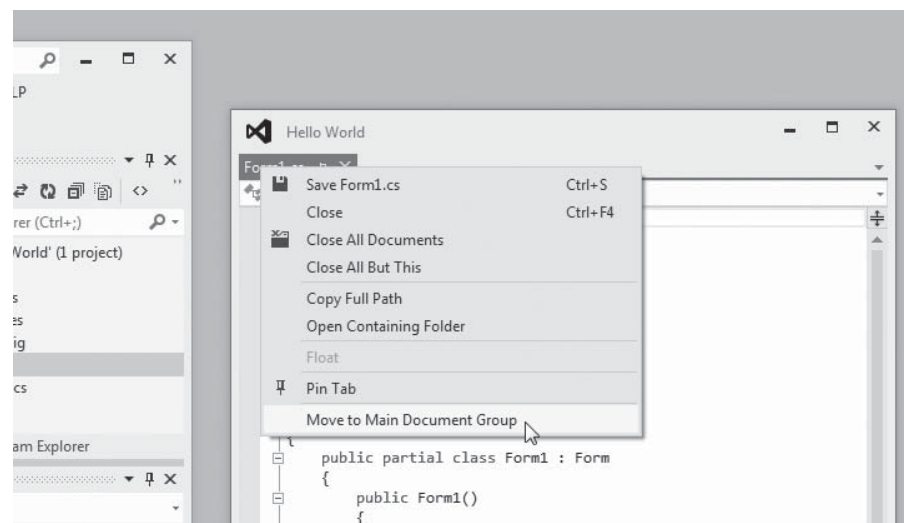 LP
rer (Ctrl+;)
World' (1 project)
s
es
ig
cs
am Explorer
Hello World
Form1.cs
Save Form1.cs Ctrl+S
Close Ctrl+F4
Close All Documents
Close All But This
Copy Full Path
Open Containing Folder
Float
Pin Tab
Move to Main Document Group
{
public partial class Form1 : Form
{
public Form1()
{